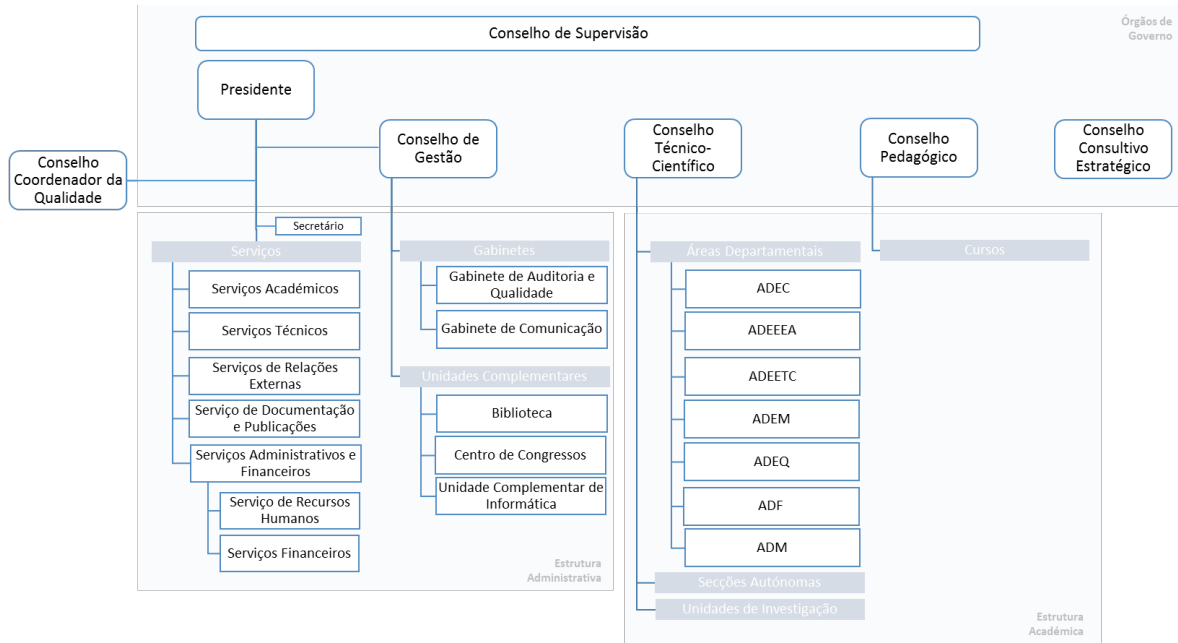 Órgãos de
Governo
Conselho de Supervisão
Presidente
Conselho de
Gestão
Conselho
Técnico-
Científico
Conselho
Pedagógico
Conselho
Consultivo
Estratégico
Conselho
Coordenador da
Qualidade
Secretário
Serviços
Serviços Académicos
Serviços Técnicos
Serviços de Relações
Externas
Serviço de Documentação
e Publicações
Serviços Administrativos e
Financeiros
Serviço de Recursos
Humanos
Serviços Financeiros
Gabinetes
Gabinete de Auditoria e
Qualidade
Gabinete de Comunicação
Unidades Complementares
Biblioteca
Centro de Congressos
Unidade Complementar de
Informática
Estrutura
Administrativa
Áreas Departamentais
ADEC
ADEEEA
ADEETC
ADEM
ADEQ
ADF
ADM
Secções Autónomas
Unidades de Investigação
Cursos
Estrutura
Académica